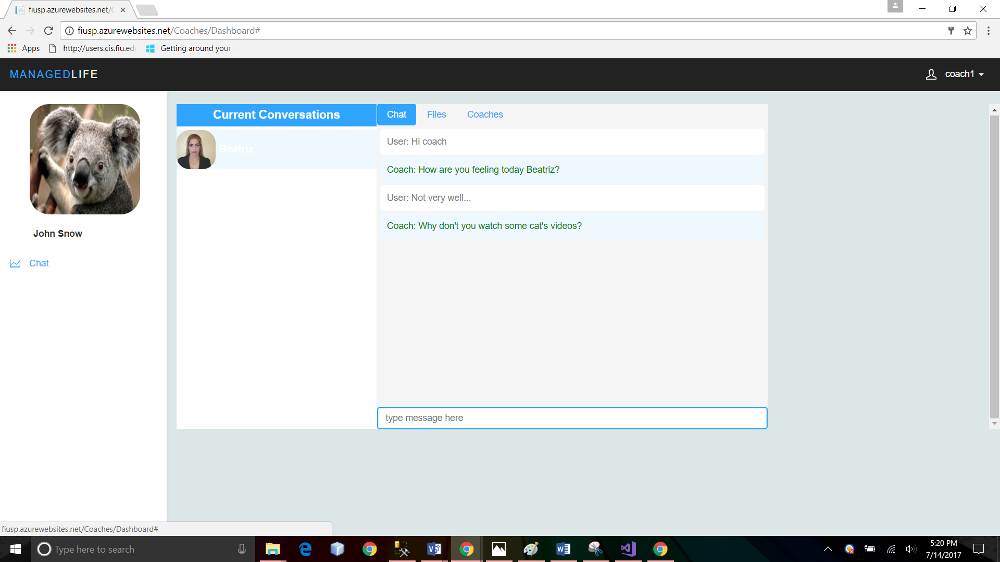 fiusp.azurewebsites.net/
fiusp.azurewebsites.net/Coaches/Dashboard#
Apps
http://users.cis.fiu.edu
Getting around your
MANAGEDLIFE
coach1
Current Conversations
Chat
Files
Coaches
Beatriz
User: Hi coach
Coach: How are you feeling today Beatriz?
User: Not very well...
Coach: Why don't you watch some cat's videos?
John Snow
Chat
type message here
fiusp.azurewebsites.net/Coaches/Dashboard#
Type here to search
5:20 PM
7/14/2017